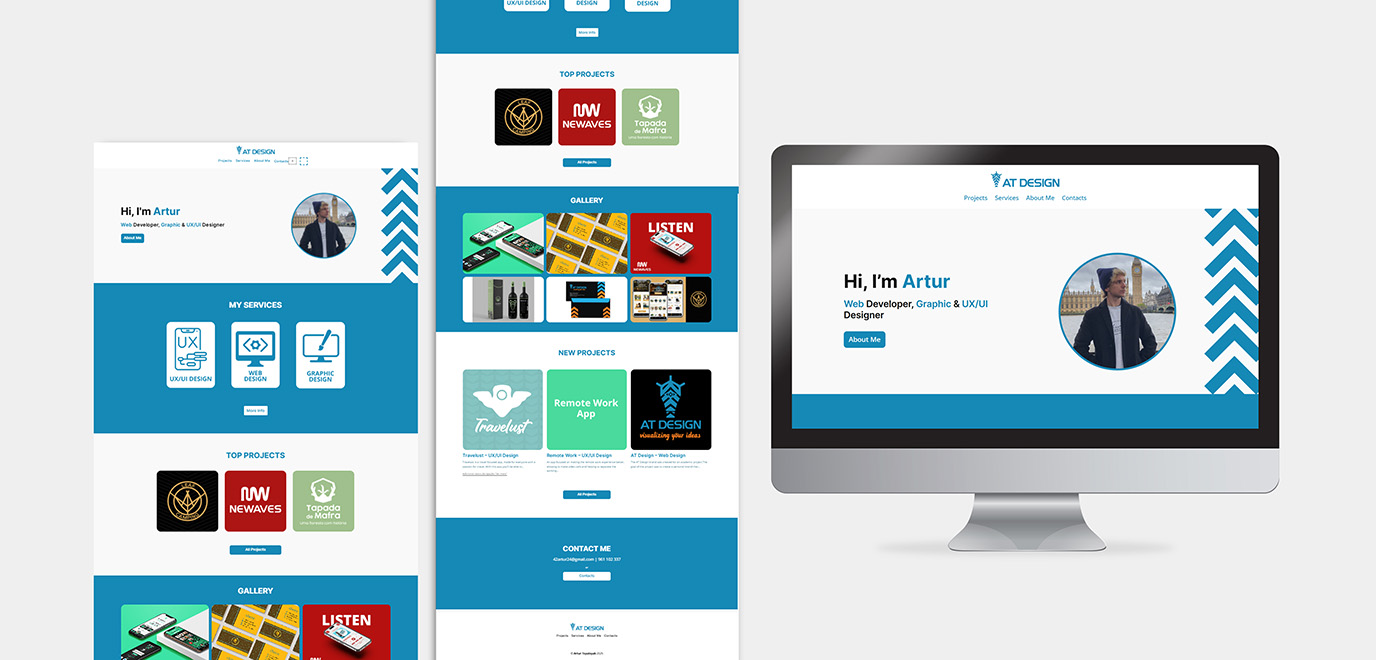 AT DESIGN
Projects Services About Me Contacts
Hi, I'm Artur
Web Developer, Graphic & UX/UI Designer
About Me
MY SERVICES
UX
UX/UI DESIGN
WEB
DESIGN
GRAPHIC
DESIGN
More Info
TOP PROJECTS
LEAF
CAMPING
NEWAVES
Tapada
de Mafra
All Projects
GALLERY
LISTEN
UX/UI DESIGN
DESIGN
DESIGN
More Info
TOP PROJECTS
LEAF
CAMPING
NEWAVES
Tapada
de Mafra
All Projects
GALLERY
LISTEN
NEWAVES
NEW PROJECTS
Travelust
Remote Work
App
AT DESIGN
visualizing your ideas
Travelust - UX/UI Design
Remote Work - UX/UI Design
AT Design - Web Design
All Projects
CONTACT ME
Contacts
AT DESIGN
Projects Services About Me Contacts
AT DESIGN
Projects Services About Me Contacts
Hi, I'm Artur
Web Developer, Graphic & UX/UI
Designer
About Me